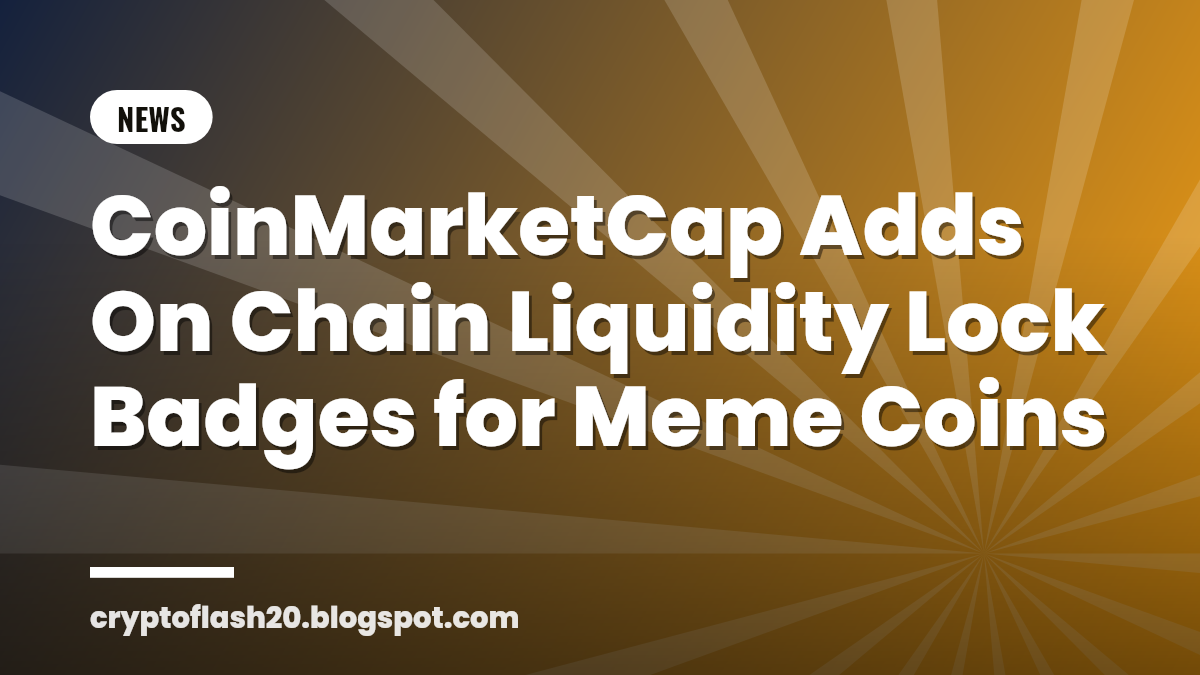 NEWS
CoinMarketCap Adds
On Chain Liquidity Lock
Badges for Meme Coins
cryptoflash20.blogspot.com